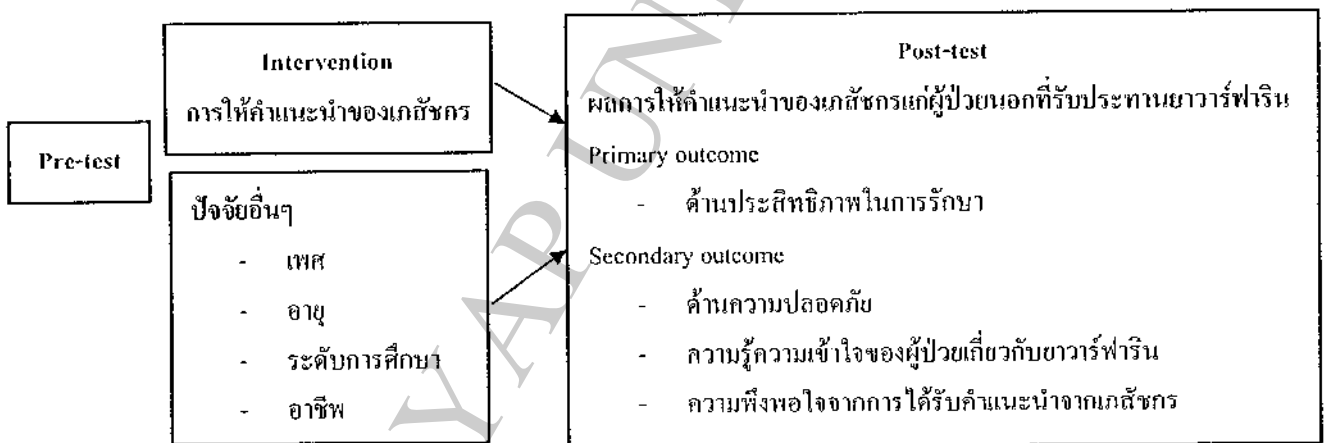 Pre-test
Intervention
การให้คำแนะนำของเภสัชกร
ปัจจัยอื่นๆ
- เพศ
- อายุ
- ระดับการศึกษา
- อาชีพ
Post-test
ผลการให้คำแนะนำของเภสัชกรแก่ผู้ป่วยนอกที่รับประทานยาวาร์ฟาริน
Primary outcome
- ด้านประสิทธิภาพในการรักษา
Secondary outcome
- ด้านความปลอดภัย
- ความรู้ความเข้าใจของผู้ป่วยเกี่ยวกับยาวาร์ฟาริน
- ความพึงพอใจจากการได้รับคำแนะนำจากเภสัชกร
YAP UN